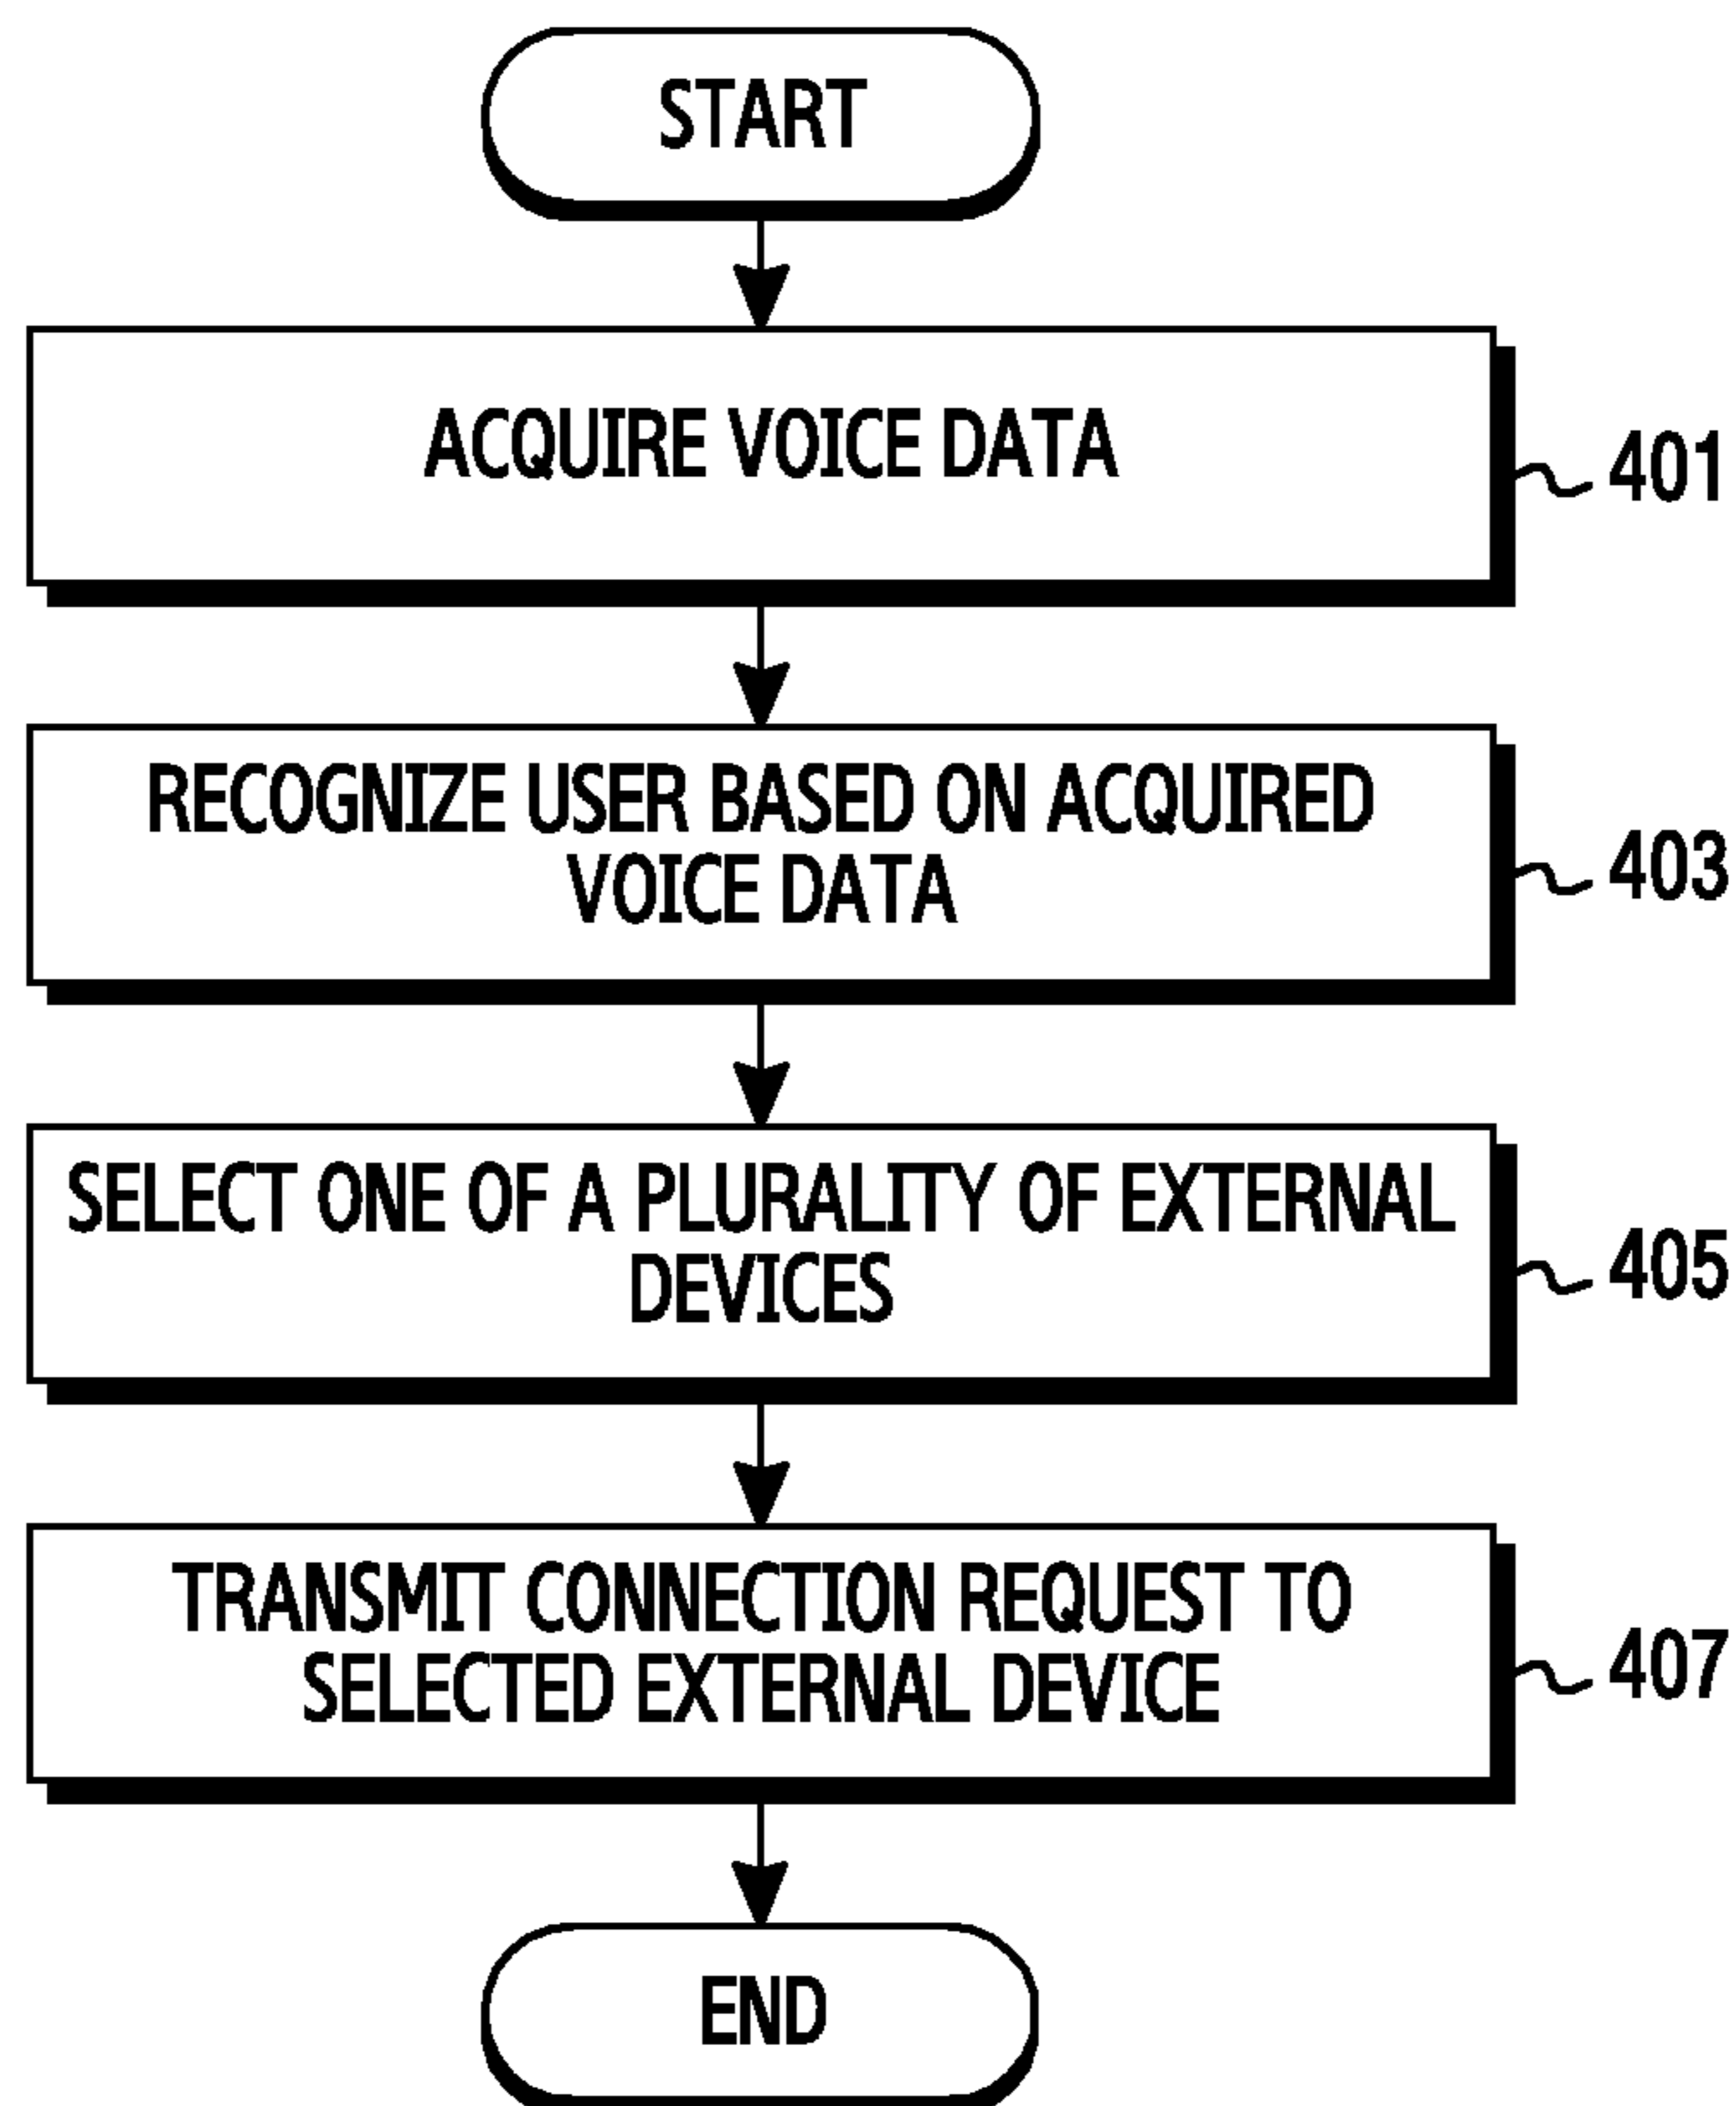 START
ACQUIRE VOICE DATA
401
RECOGNIZE USER BASED ON ACQUIRED
VOICE DATA
403
SELECT ONE OF A PLURALITY OF EXTERNAL
DEVICES
405
TRANSMIT CONNECTION REQUEST TO
SELECTED EXTERNAL DEVICE
407
END